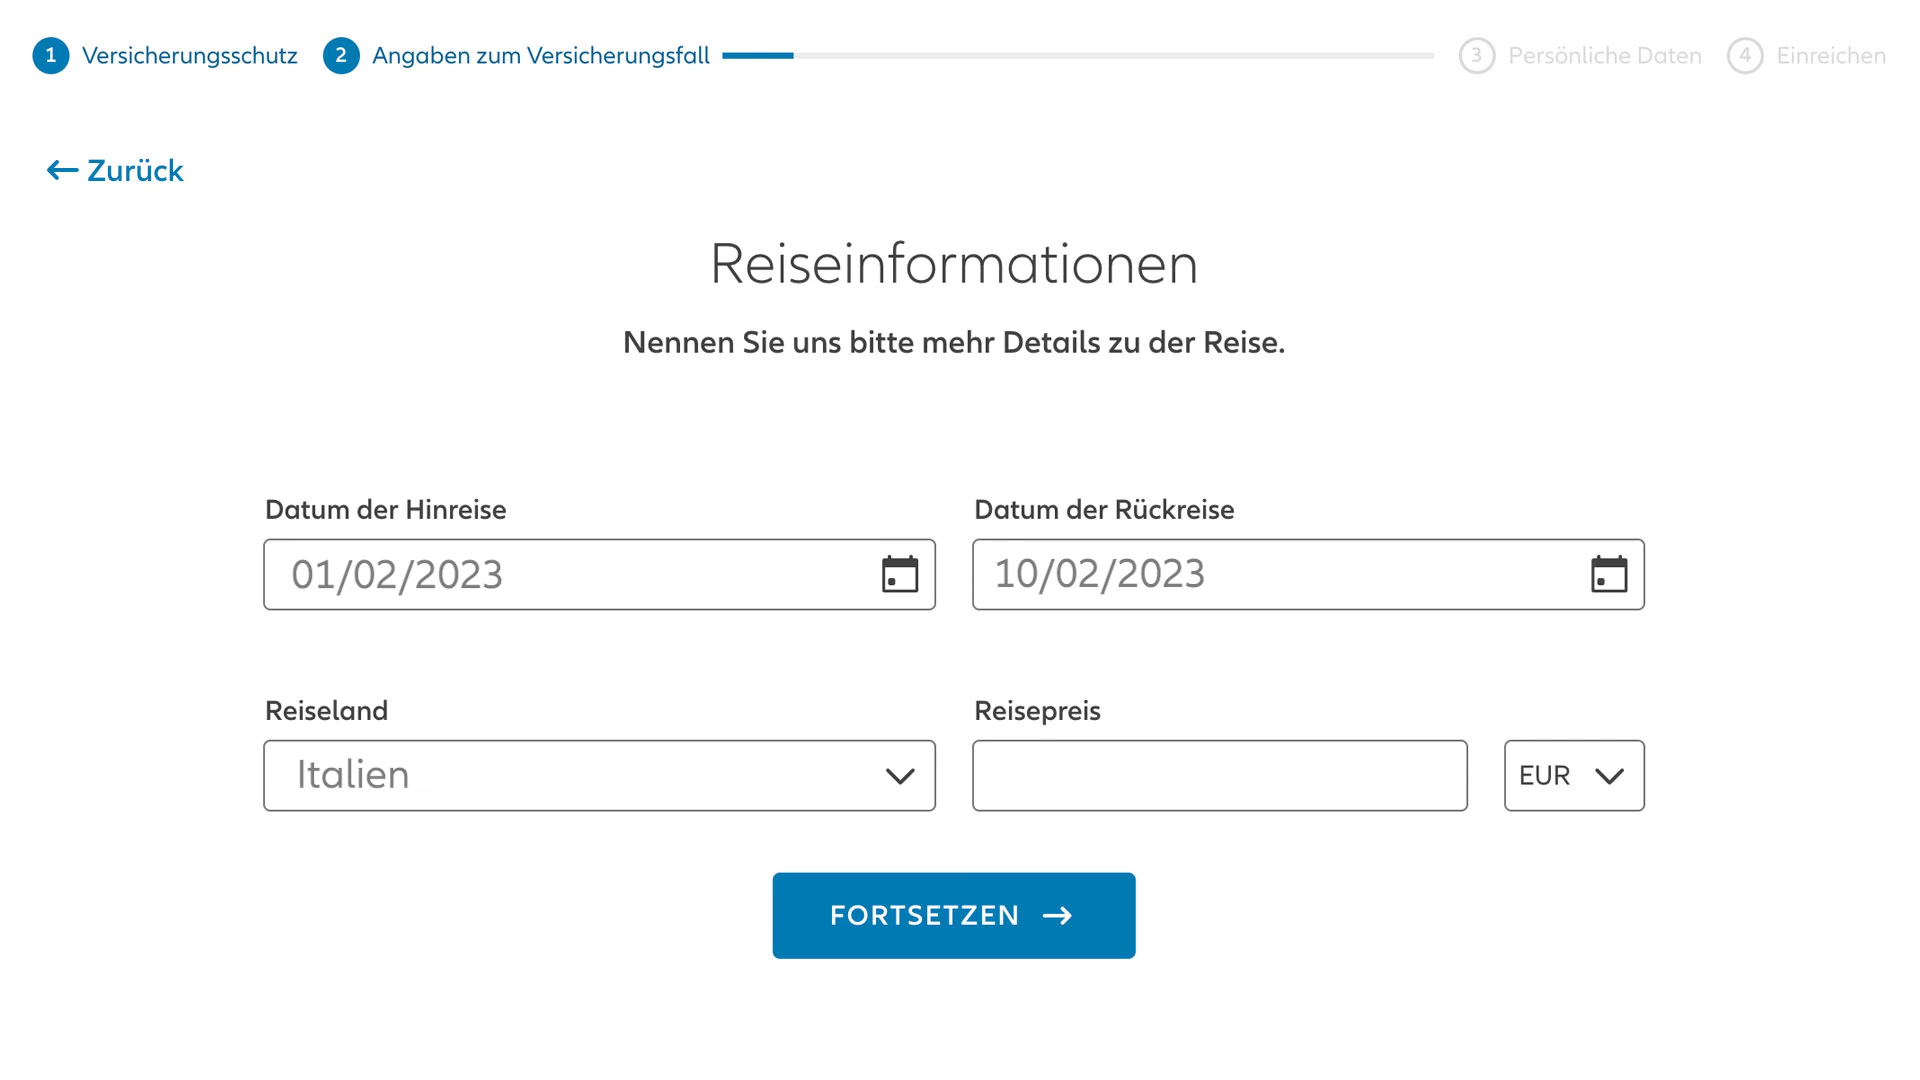 1 Versicherungsschutz 2 Angaben zum Versicherungsfall 3 Persönliche Daten 4 Einreichen
Zurück
Reiseinformationen
Nennen Sie uns bitte mehr Details zu der Reise.
Datum der Hinreise Datum der Rückreise
01/02/2023 10/02/2023
Reiseland Reisepreis
Italien EUR
FORTSETZEN